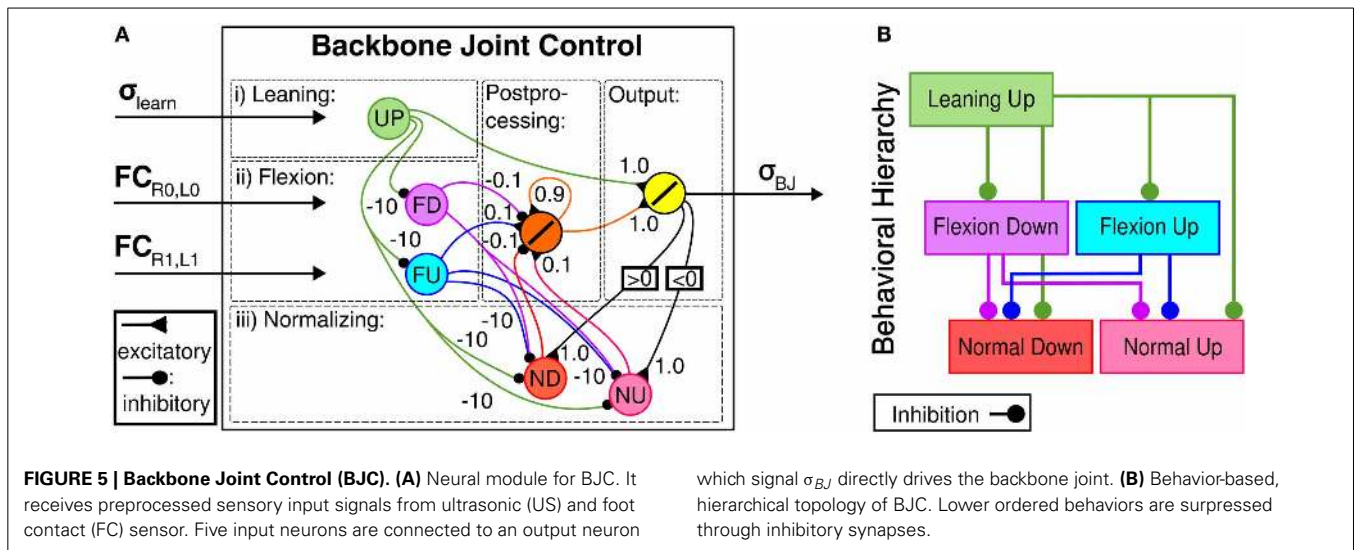 A
Backbone Joint Control
σlearn
FCR0,L0
FCR1,L1
i) Leaning:
Postpro-
cessing:
Output:
UP
ii) Flexion:
FD
FU
-10
-10
-0.1
0.1
-0.1
0.9
0.1
1.0
1.0
σBJ
>0
<0
iii) Normalizing:
-10
-10
-10
-10
1.0
1.0
ND
NU
excitatory
:
inhibitory
B
Behavioral Hierarchy
Leaning Up
Flexion Down
Flexion Up
Normal Down
Normal Up
Inhibition
FIGURE 5 | Backbone Joint Control (BJC). (A) Neural module for BJC. It
receives preprocessed sensory input signals from ultrasonic (US) and foot
contact (FC) sensor. Five input neurons are connected to an output neuron
which signal σBJ directly drives the backbone joint. (B) Behavior-based,
hierarchical topology of BJC. Lower ordered behaviors are surpressed
through inhibitory synapses.